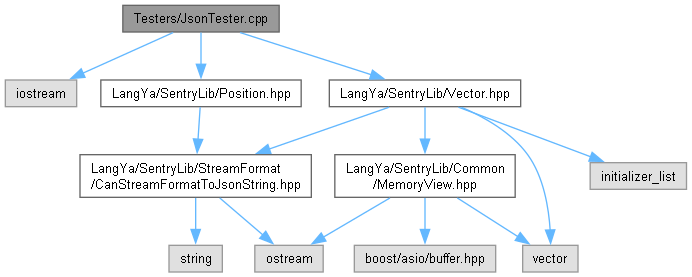 Testers/JsonTester.cpp
iostream
LangYa/SentryLib/Position.hpp
LangYa/SentryLib/Vector.hpp
LangYa/SentryLib/StreamFormat
/CanStreamFormatToJsonString.hpp
LangYa/SentryLib/Common
/MemoryView.hpp
initializer_list
string
ostream
boost/asio/buffer.hpp
vector